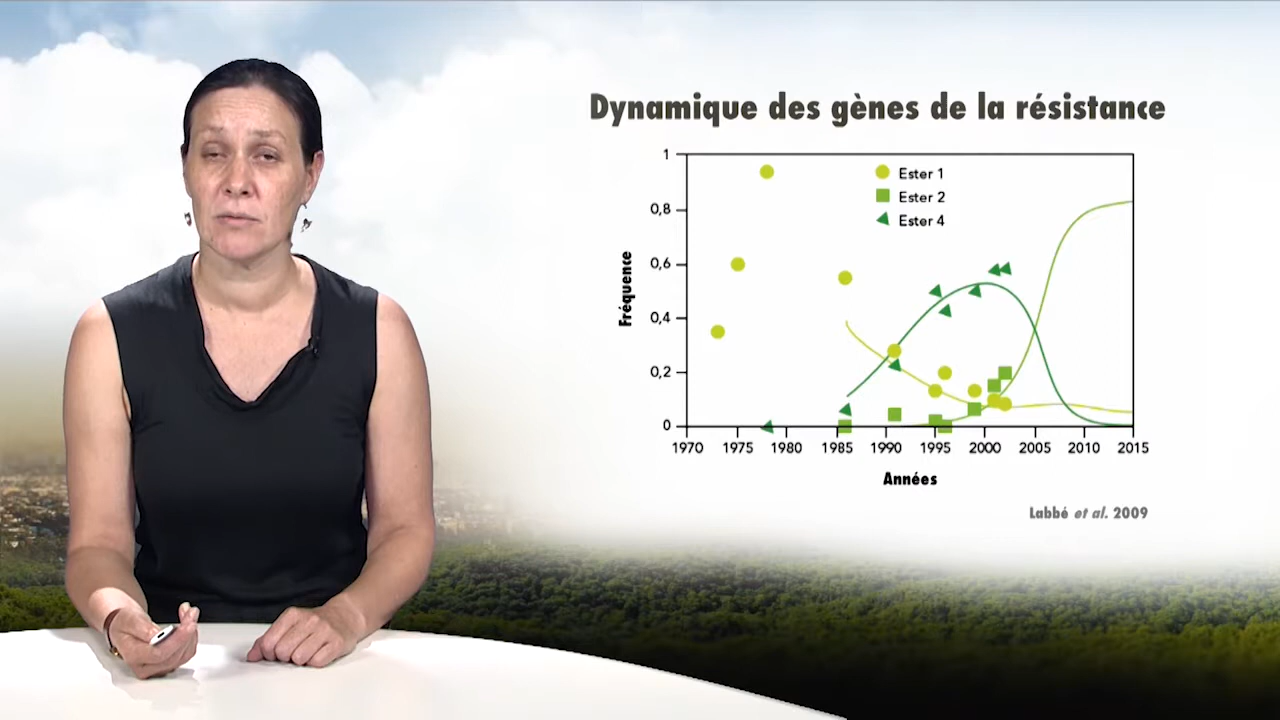 Dynamique des gènes de la résistance
1
0,8
0,6
0,4
0,2
0
Fréquence
Ester 1
Ester 2
Ester 4
1970 1975 1980 1985 1990 1995 2000 2005 2010 2015
Années
Labbé et al. 2009